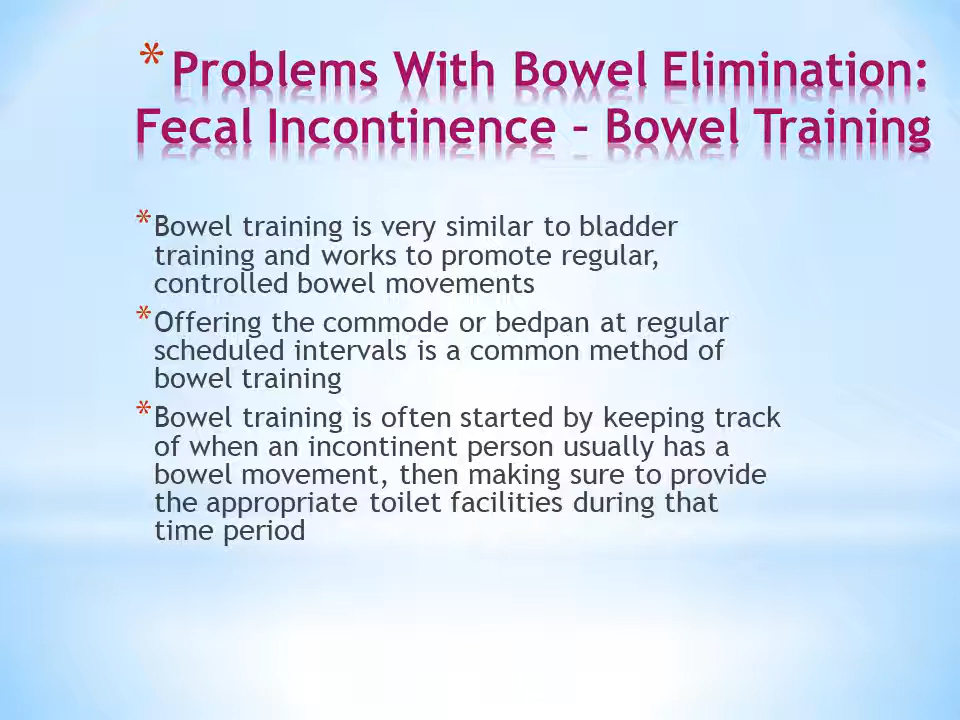 * Problems With Bowel Elimination:
Fecal Incontinence – Bowel Training
* Bowel training is very similar to bladder
training and works to promote regular,
controlled bowel movements
* Offering the commode or bedpan at regular
scheduled intervals is a common method of
bowel training
* Bowel training is often started by keeping track
of when an incontinent person usually has a
bowel movement, then making sure to provide
the appropriate toilet facilities during that
time period